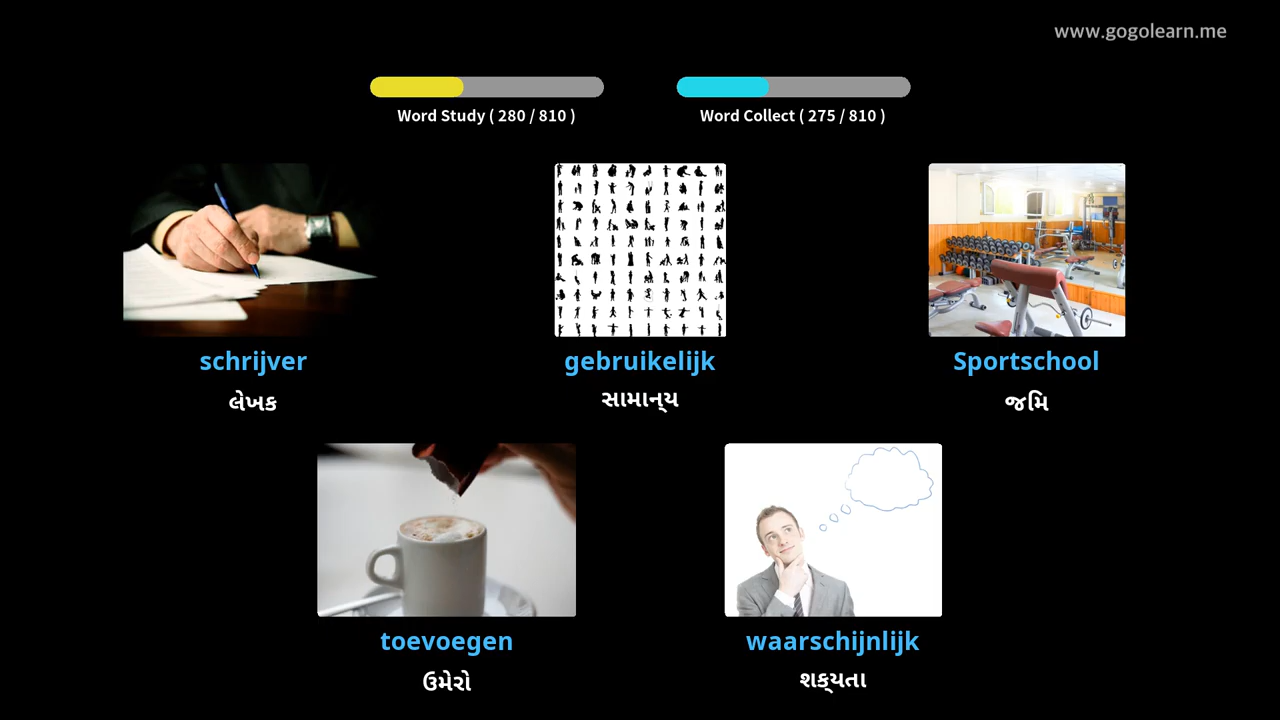 www.gogolearn.me
Word Study ( 280 / 810 )
Word Collect ( 275 / 810 )
schrijver
gebruikelijk
Sportschool
લેખક
સામાન્ય
જીમ
toevoegen
waarschijnlijk
ઉમેરો
શક્યતા